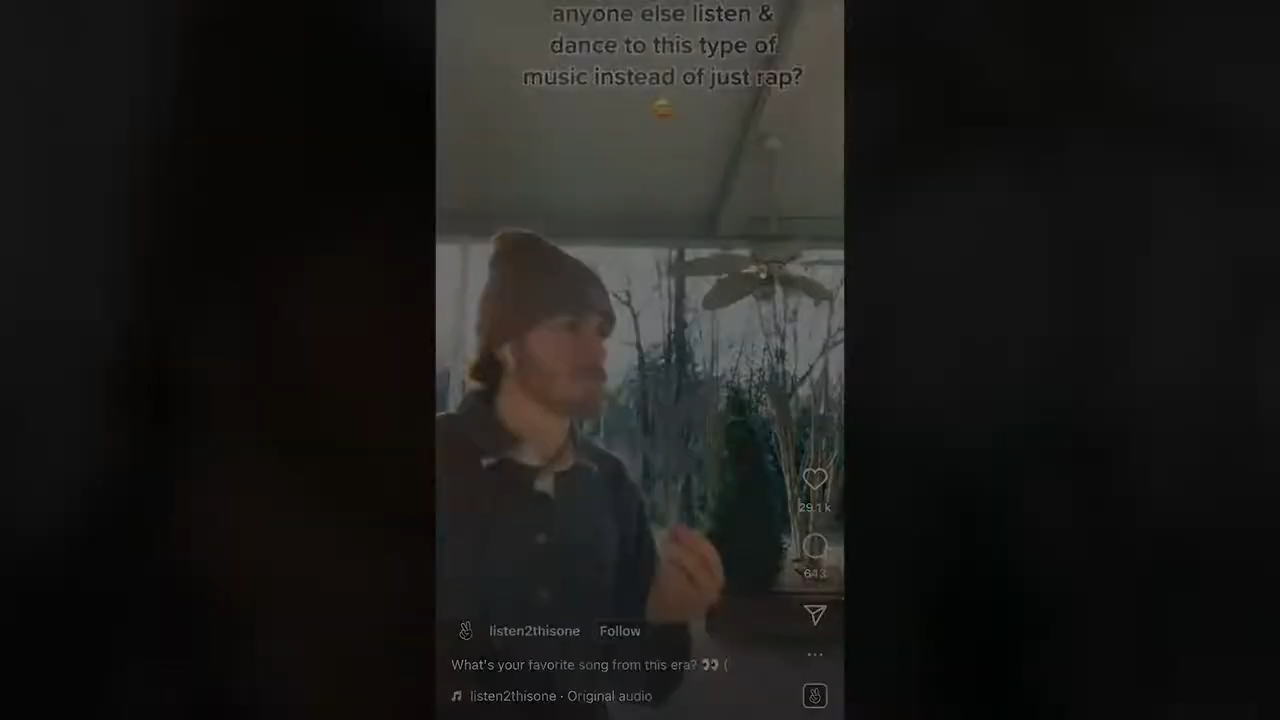 anyone else listen &
dance to this type of
music instead of just rap?
😂
29.1k
643
listen2thisone Follow
What's your favorite song from this era? 👀 (
listen2thisone · Original audio